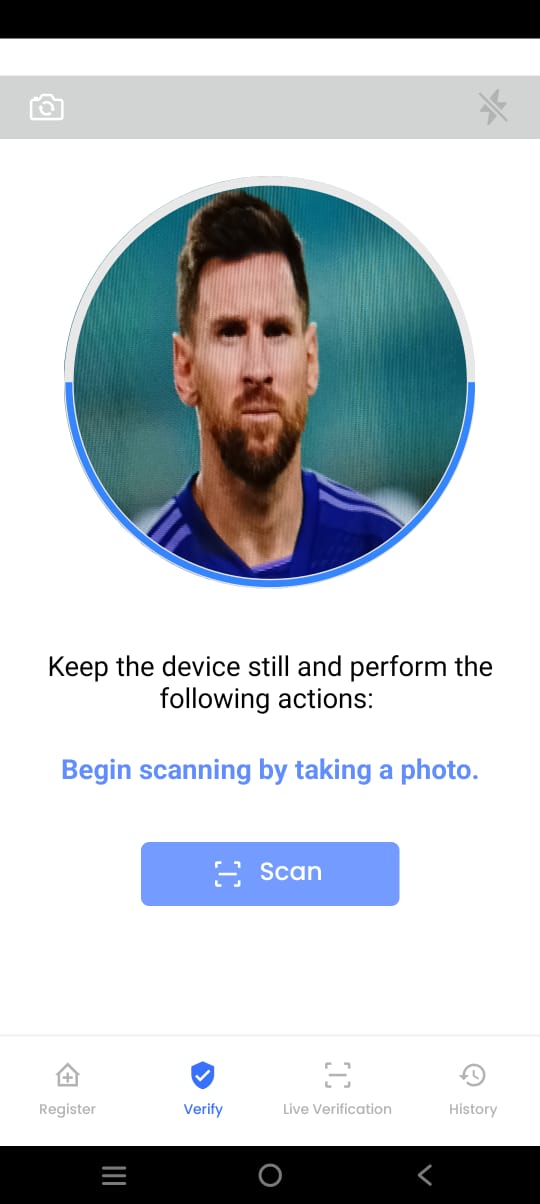 Keep the device still and perform the
following actions:
Begin scanning by taking a photo.
Scan
Register
Verify
Live Verification
History